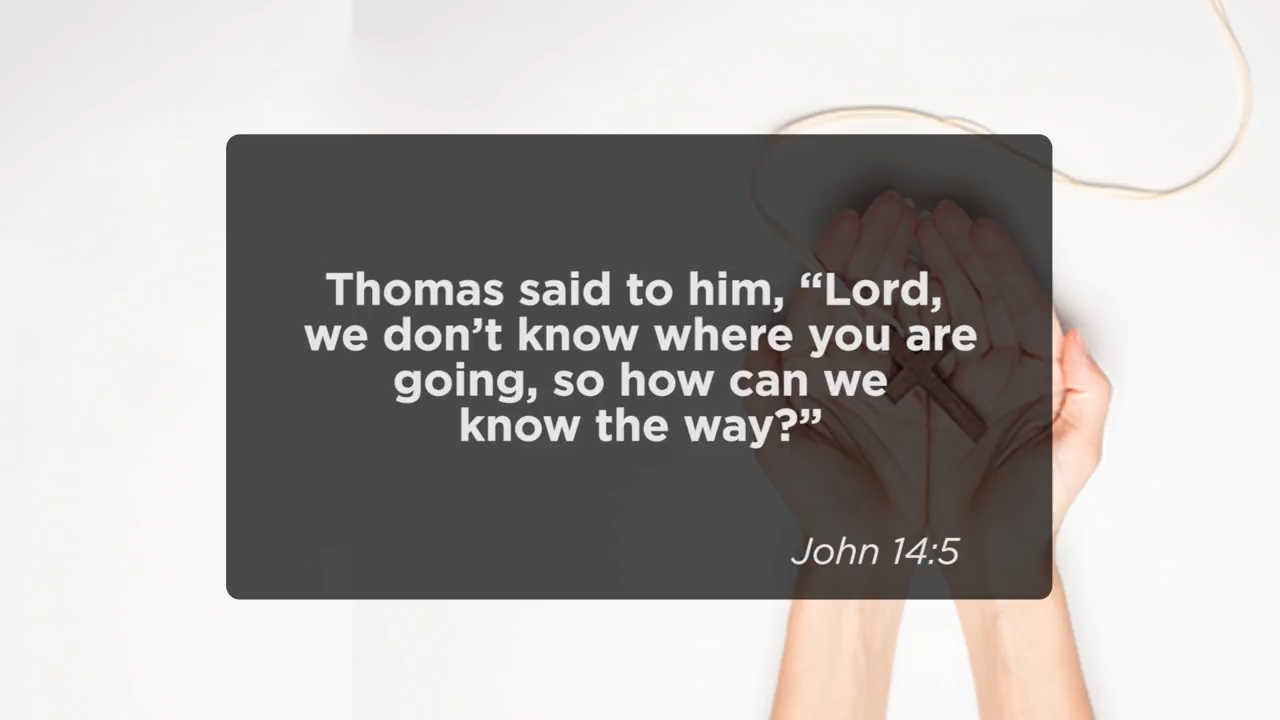 Thomas said to him, “Lord,
we don’t know where you are
going, so how can we
know the way?”
John 14:5